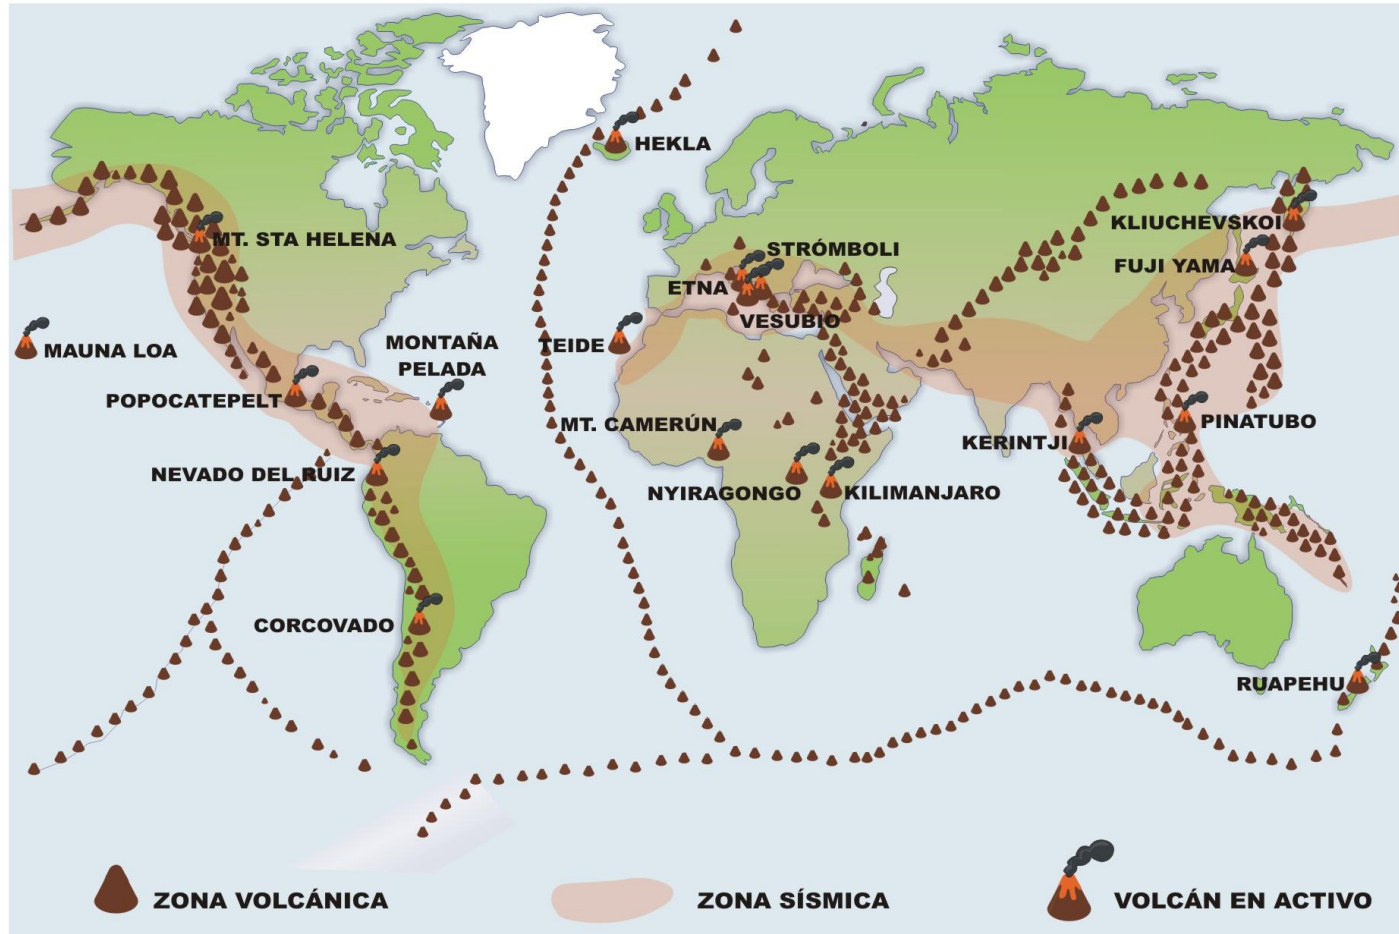 HEKLA
MT. STA HELENA
STRÓMBOLI
KLIUCHEVSKOI
FUJI YAMA
ETNA
VESUBIO
MAUNA LOA
MONTAÑA
PELADA
TEIDE
POPOCATEPELT
MT. CAMERÚN
PINATUBO
KERINTJI
NEVADO DEL RUIZ
NYIRAGONGO
KILIMANJARO
CORCOVADO
RUAPEHU
ZONA VOLCÁNICA
ZONA SÍSMICA
VOLCÁN EN ACTIVO